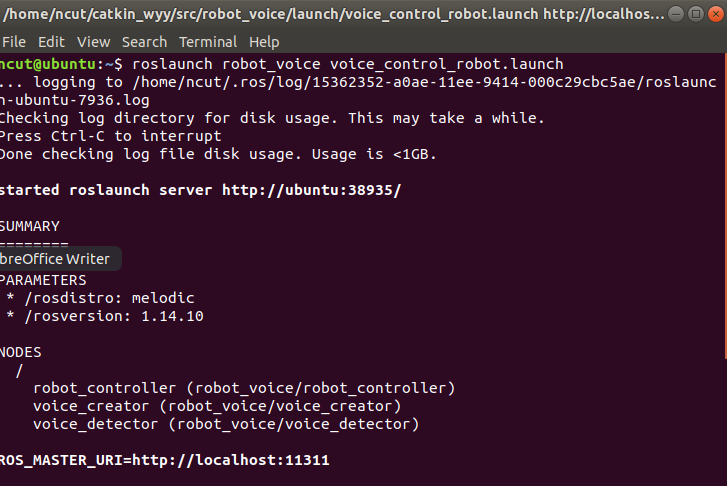 /home/ncut/catkin_wyy/src/robot_voice/launch/voice_control_robot.launch http://localhos...
File Edit View Search Terminal Help
ncut@ubuntu:~$ roslaunch robot_voice voice_control_robot.launch
... logging to /home/ncut/.ros/log/15362352-a0ae-11ee-9414-000c29cbc5ae/roslaunc
h-ubuntu-7936.log
Checking log directory for disk usage. This may take a while.
Press Ctrl-C to interrupt
Done checking log file disk usage. Usage is <1GB.
started roslaunch server http://ubuntu:38935/
SUMMARY
========
breOffice Writer
PARAMETERS
* /rosdistro: melodic
* /rosversion: 1.14.10
NODES
/
robot_controller (robot_voice/robot_controller)
voice_creator (robot_voice/voice_creator)
voice_detector (robot_voice/voice_detector)
ROS_MASTER_URI=http://localhost:11311